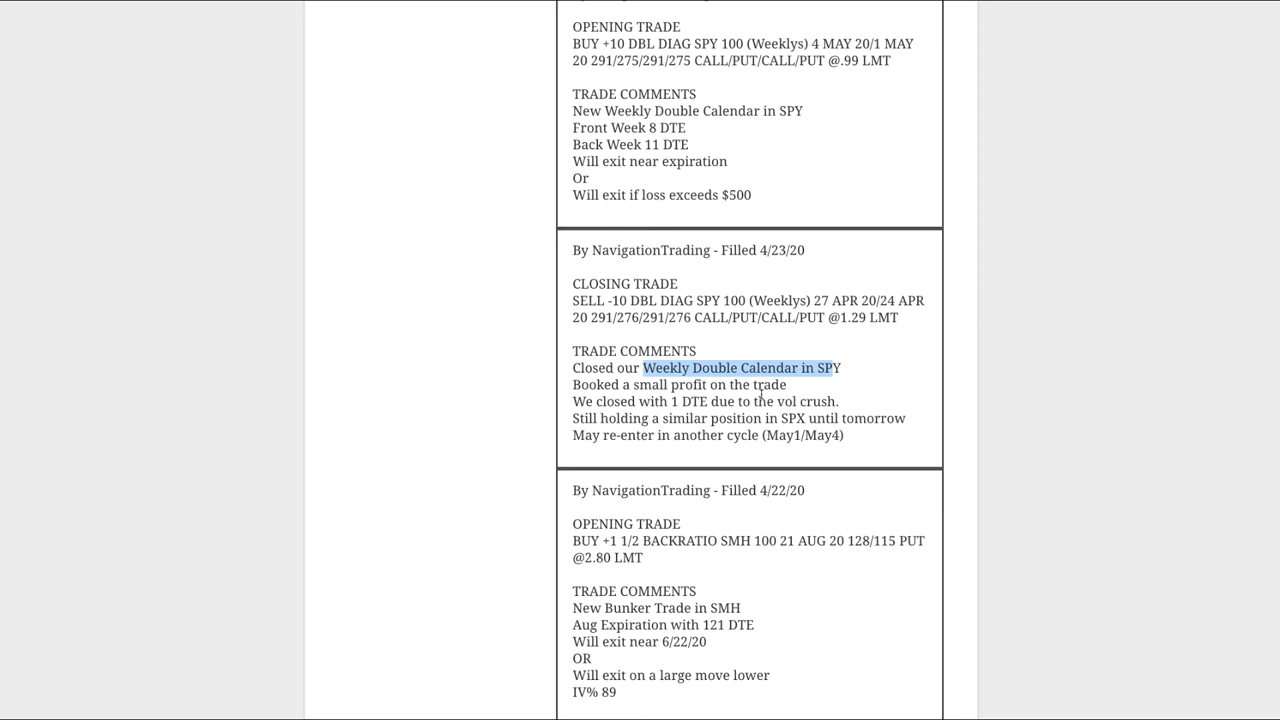 OPENING TRADE
BUY +10 DBL DIAG SPY 100 (Weeklys) 4 MAY 20/1 MAY
20 291/275/291/275 CALL/PUT/CALL/PUT @.99 LMT
TRADE COMMENTS
New Weekly Double Calendar in SPY
Front Week 8 DTE
Back Week 11 DTE
Will exit near expiration
Or
Will exit if loss exceeds $500
By NavigationTrading - Filled 4/23/20
CLOSING TRADE
SELL -10 DBL DIAG SPY 100 (Weeklys) 27 APR 20/24 APR
20 291/276/291/276 CALL/PUT/CALL/PUT @1.29 LMT
TRADE COMMENTS
Closed our Weekly Double Calendar in SPY
Booked a small profit on the trade
We closed with 1 DTE due to the vol crush.
Still holding a similar position in SPX until tomorrow
May re-enter in another cycle (May1/May4)
By NavigationTrading - Filled 4/22/20
OPENING TRADE
BUY +1 1/2 BACKRATIO SMH 100 21 AUG 20 128/115 PUT
@2.80 LMT
TRADE COMMENTS
New Bunker Trade in SMH
Aug Expiration with 121 DTE
Will exit near 6/22/20
OR
Will exit on a large move lower
IV% 89